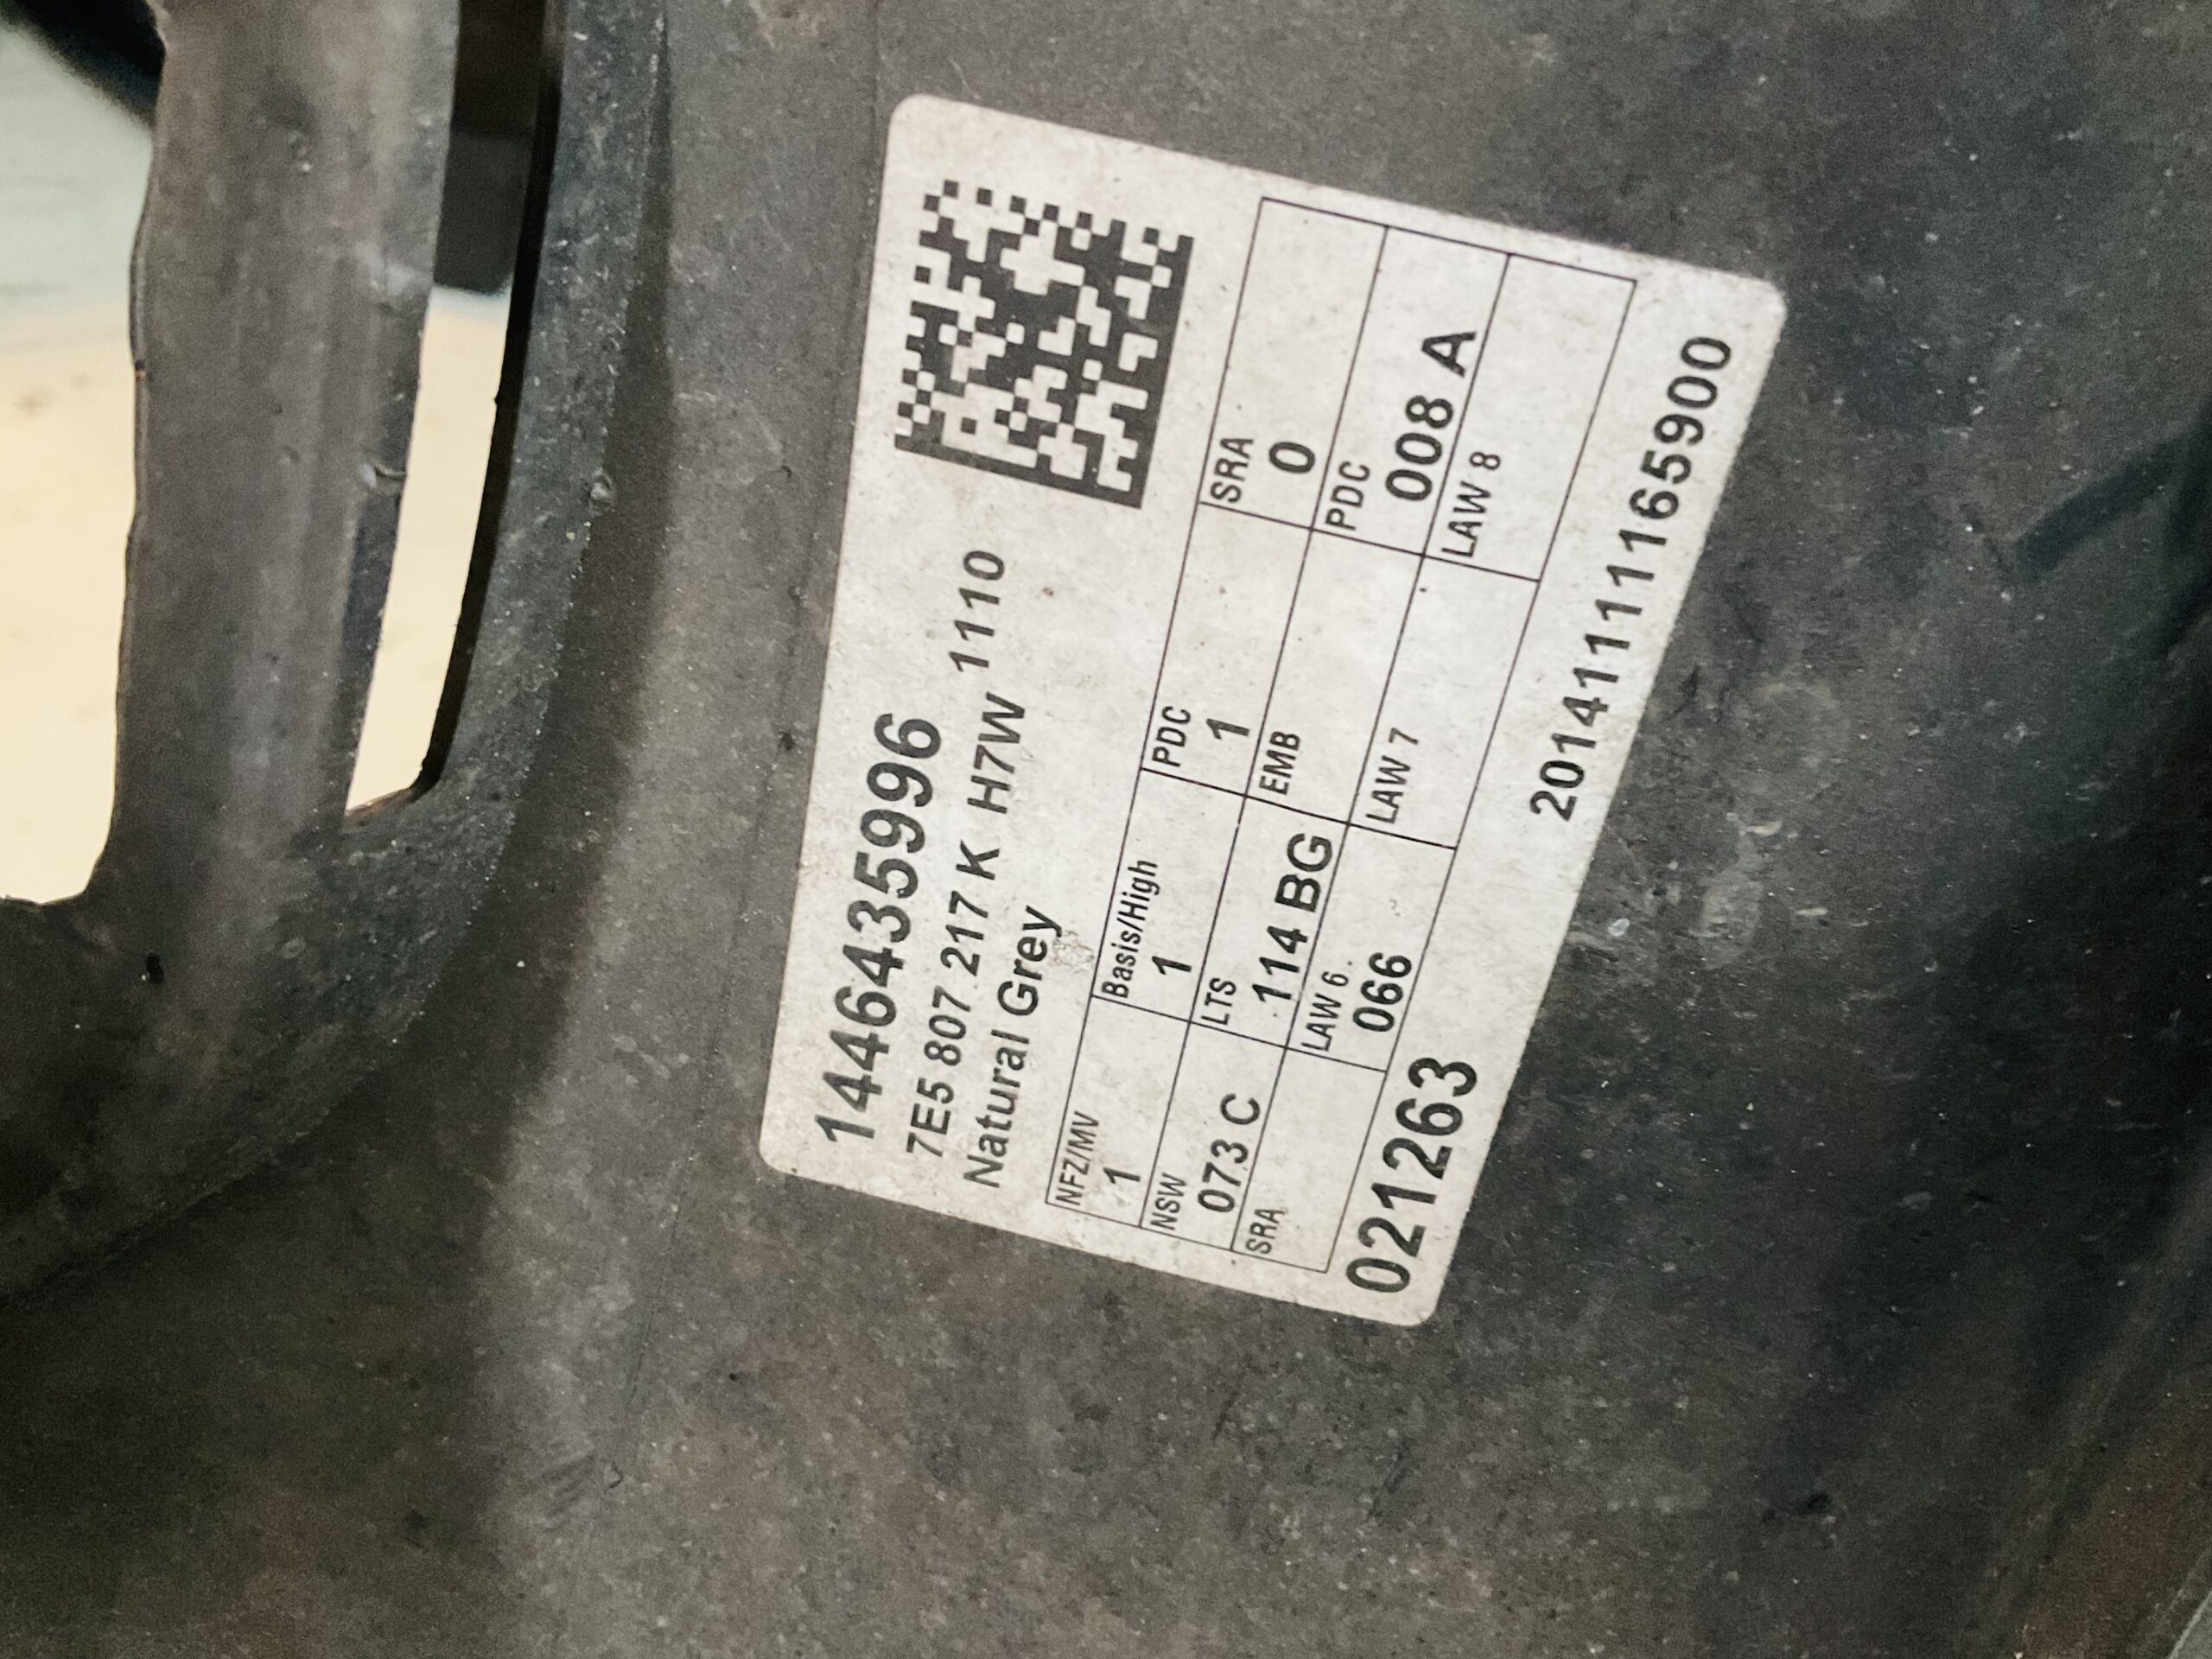 1446435996
7E5 807 217 K H7W 1110
Natural Grey
NFZ/MV Basis/High PDC SRA
1 1 1 0
NSW LTS EMB PDC
073 C 114 BG 008 A
SRA LAW 6 LAW 7 LAW 8
066
021263 20141111165900